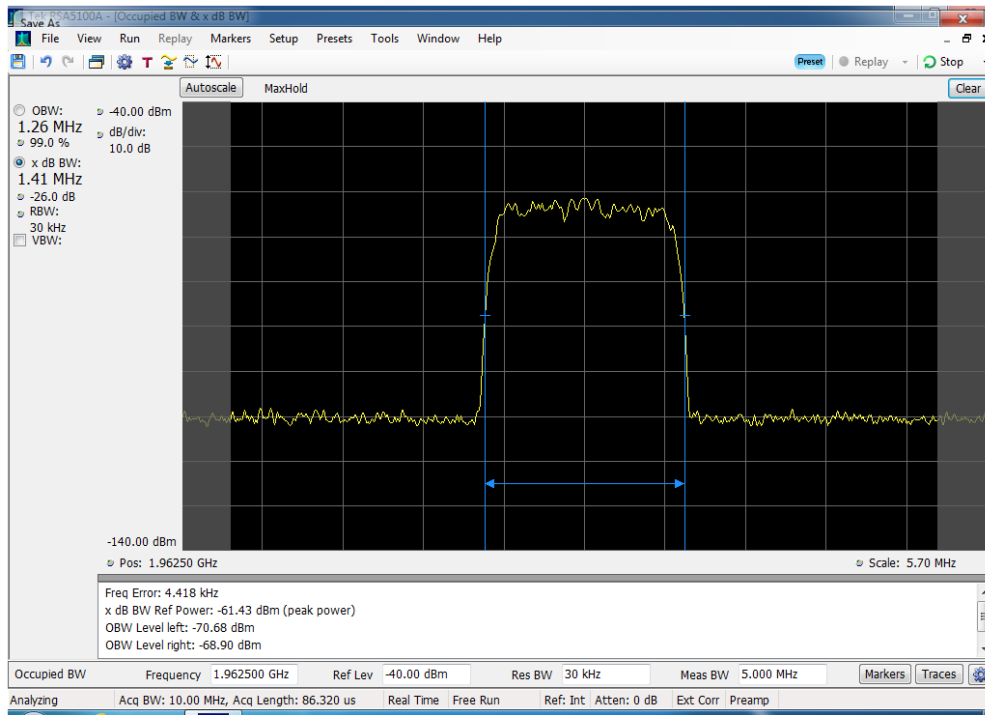 Tek RSA5100A - [Occupied BW & x dB BW]
Save As
File View Run Replay Markers Setup Presets Tools Window Help
T Preset Replay Stop
Autoscale MaxHold Clear
OBW:
1.26 MHz
99.0 %
x dB BW:
1.41 MHz
-26.0 dB
RBW:
30 kHz
VBW:
-40.00 dBm
dB/div:
10.0 dB
-140.00 dBm
Pos: 1.96250 GHz Scale: 5.70 MHz
Freq Error: 4.418 kHz
x dB BW Ref Power: -61.43 dBm (peak power)
OBW Level left: -70.68 dBm
OBW Level right: -68.90 dBm
Occupied BW Frequency 1.962500 GHz Ref Lev -40.00 dBm Res BW 30 kHz Meas BW 5.000 MHz Markers Traces
Analyzing Acq BW: 10.00 MHz, Acq Length: 86.320 us Real Time Free Run Ref: Int Atten: 0 dB Ext Corr Preamp